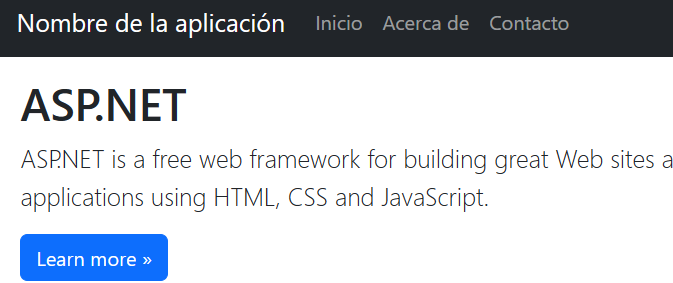 Nombre de la aplicación Inicio Acerca de Contacto
ASP.NET
ASP.NET is a free web framework for building great Web sites a
applications using HTML, CSS and JavaScript.
Learn more »